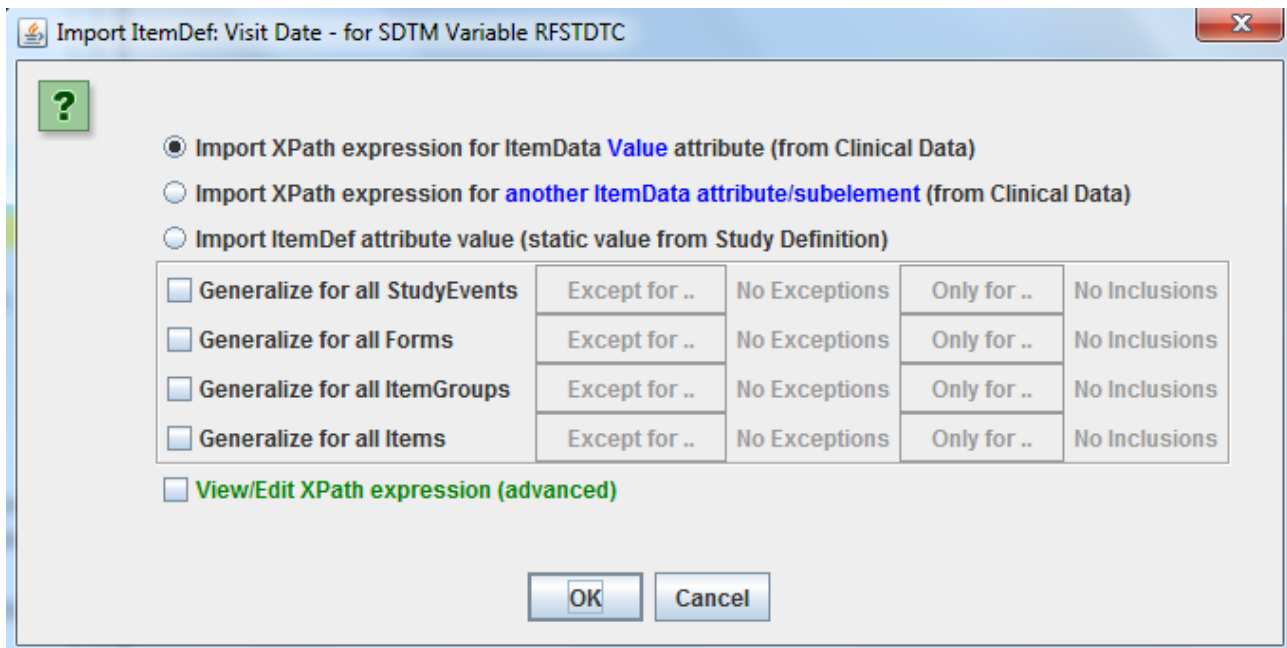 Import ItemDef: Visit Date - for SDTM Variable RFSTDTC
?
Import XPath expression for ItemData Value attribute (from Clinical Data)
Import XPath expression for another ItemData attribute/subelement (from Clinical Data)
Import ItemDef attribute value (static value from Study Definition)
Generalize for all StudyEvents Except for .. No Exceptions Only for .. No Inclusions
Generalize for all Forms Except for .. No Exceptions Only for .. No Inclusions
Generalize for all ItemGroups Except for .. No Exceptions Only for .. No Inclusions
Generalize for all Items Except for .. No Exceptions Only for .. No Inclusions
View/Edit XPath expression (advanced)
OK Cancel